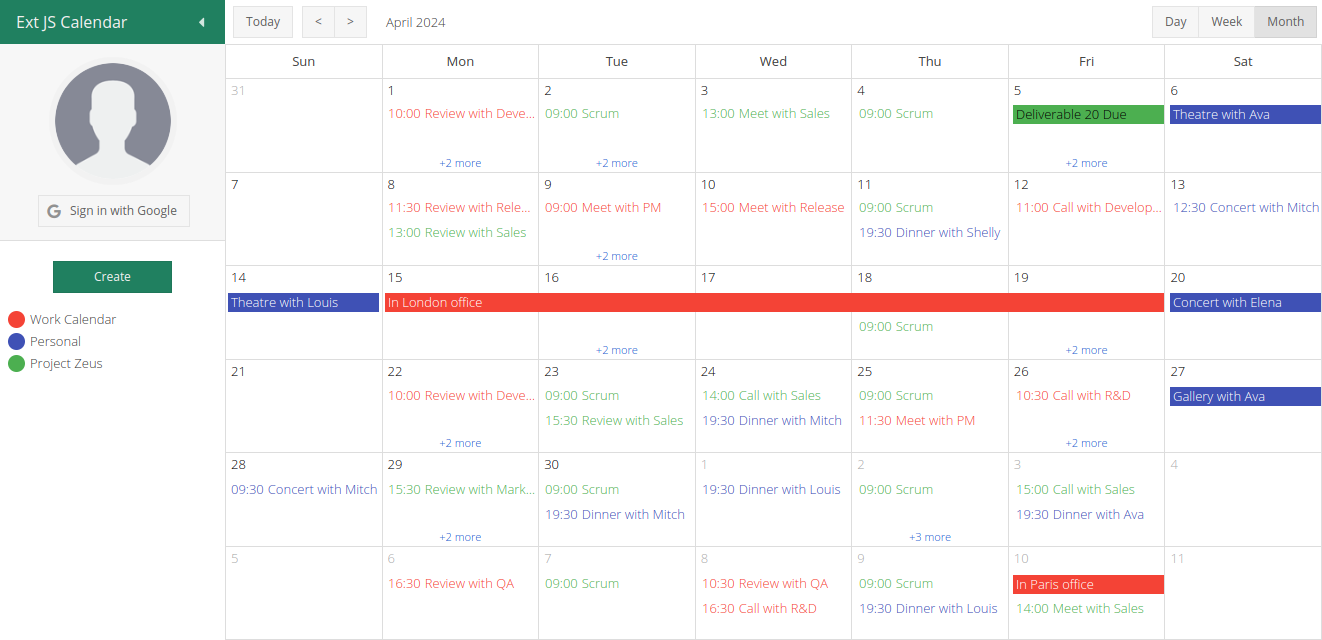 Ext JS Calendar
Today < > April 2024 Day Week Month
Sign in with Google
Create
Work Calendar
Personal
Project Zeus
Sun Mon Tue Wed Thu Fri Sat
31 1 2 3 4 5 6
10:00 Review with Deve... 09:00 Scrum 13:00 Meet with Sales 09:00 Scrum Deliverable 20 Due Theatre with Ava
+2 more +2 more +2 more
7 8 9 10 11 12 13
11:30 Review with Rele... 09:00 Meet with PM 15:00 Meet with Release 09:00 Scrum 11:00 Call with Develop... 12:30 Concert with Mitch
13:00 Review with Sales 19:30 Dinner with Shelly
+2 more
14 15 16 17 18 19 20
Theatre with Louis In London office Concert with Elena
09:00 Scrum
+2 more +2 more
21 22 23 24 25 26 27
10:00 Review with Deve... 09:00 Scrum 14:00 Call with Sales 09:00 Scrum 10:30 Call with R&D Gallery with Ava
15:30 Review with Sales 19:30 Dinner with Mitch 11:30 Meet with PM
+2 more +2 more
28 29 30 1 2 3 4
09:30 Concert with Mitch 15:30 Review with Mark... 09:00 Scrum 19:30 Dinner with Louis 09:00 Scrum 15:00 Call with Sales
19:30 Dinner with Mitch 19:30 Dinner with Ava
+2 more +3 more
5 6 7 8 9 10 11
16:30 Review with QA 09:00 Scrum 10:30 Review with QA 09:00 Scrum In Paris office
16:30 Call with R&D 19:30 Dinner with Louis 14:00 Meet with Sales